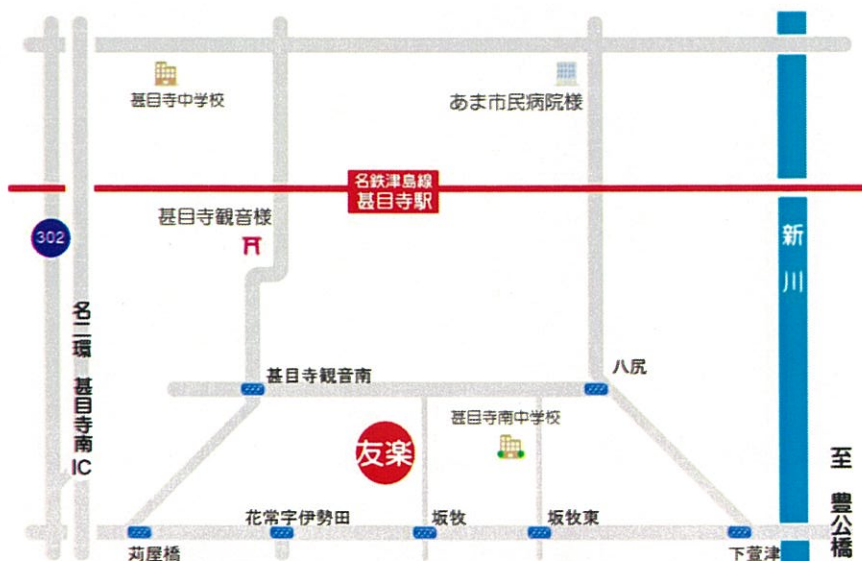 甚目寺中学校
あま市民病院様
名鉄津島線
甚目寺駅
甚目寺観音様
302
新川
名二環 甚目寺南IC
甚目寺観音南
八尻
甚目寺南中学校
友楽
至 豊公橋
花常字伊勢田
坂牧
坂牧東
苅屋橋
下萱津